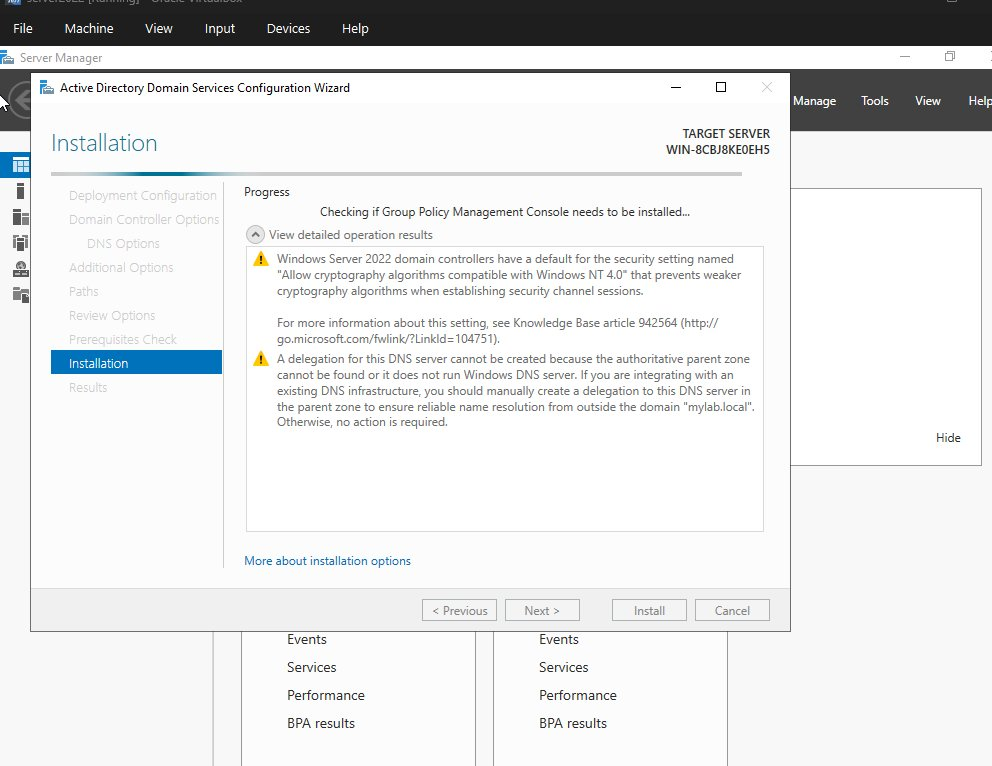 File Machine View Input Devices Help
Server Manager
Active Directory Domain Services Configuration Wizard
Manage Tools View Help
Installation
TARGET SERVER
WIN-8CBJ8KE0EH5
Deployment Configuration
Domain Controller Options
DNS Options
Additional Options
Paths
Review Options
Prerequisites Check
Installation
Results
Progress
Checking if Group Policy Management Console needs to be installed...
View detailed operation results
Windows Server 2022 domain controllers have a default for the security setting named
"Allow cryptography algorithms compatible with Windows NT 4.0" that prevents weaker
cryptography algorithms when establishing security channel sessions.
For more information about this setting, see Knowledge Base article 942564 (http://
go.microsoft.com/fwlink/?LinkId=104751).
A delegation for this DNS server cannot be created because the authoritative parent zone
cannot be found or it does not run Windows DNS server. If you are integrating with an
existing DNS infrastructure, you should manually create a delegation to this DNS server in
the parent zone to ensure reliable name resolution from outside the domain "mylab.local".
Otherwise, no action is required.
Hide
More about installation options
< Previous Next > Install Cancel
Events Events
Services Services
Performance Performance
BPA results BPA results